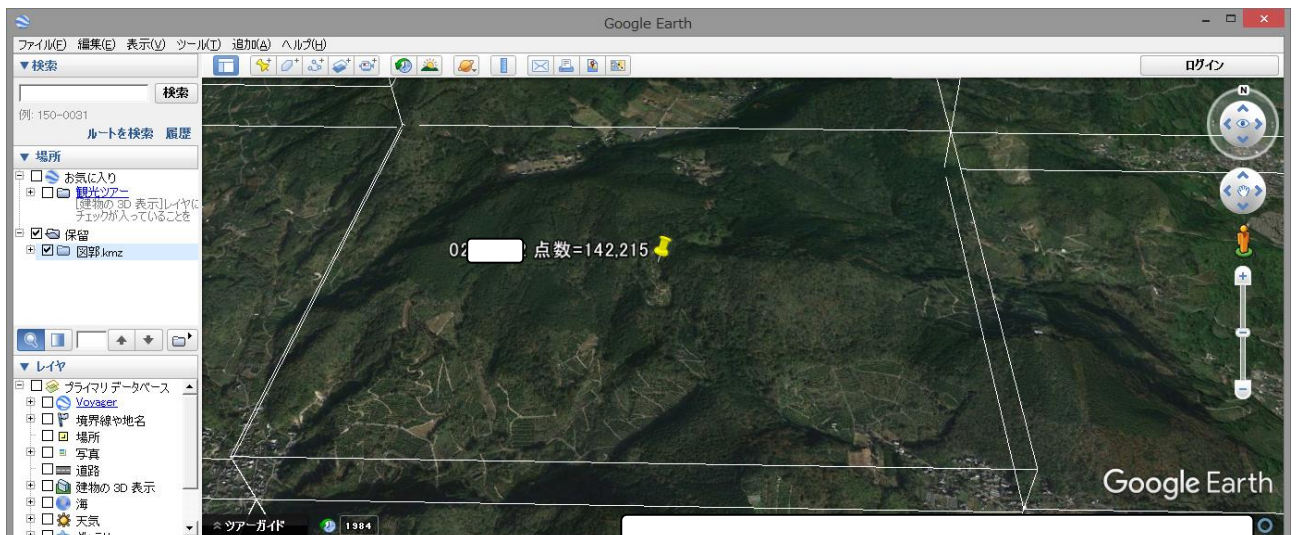 Google Earth
ファイル(F) 編集(E) 表示(V) ツール(T) 追加(A) ヘルプ(H)
▼検索
ログイン
検索
例: 150-0031
ルートを検索 履歴
▼ 場所
お気に入り
観光ツアー
[建物の 3D 表示]レイヤに
チェックが入っていることを
保留
図郭.kmz
02 点数=142,215
N
▼ レイヤ
プライマリ データベース
Voyager
境界線や地名
場所
写真
道路
建物の 3D 表示
海
天気
Google Earth
ツアーガイド
1984